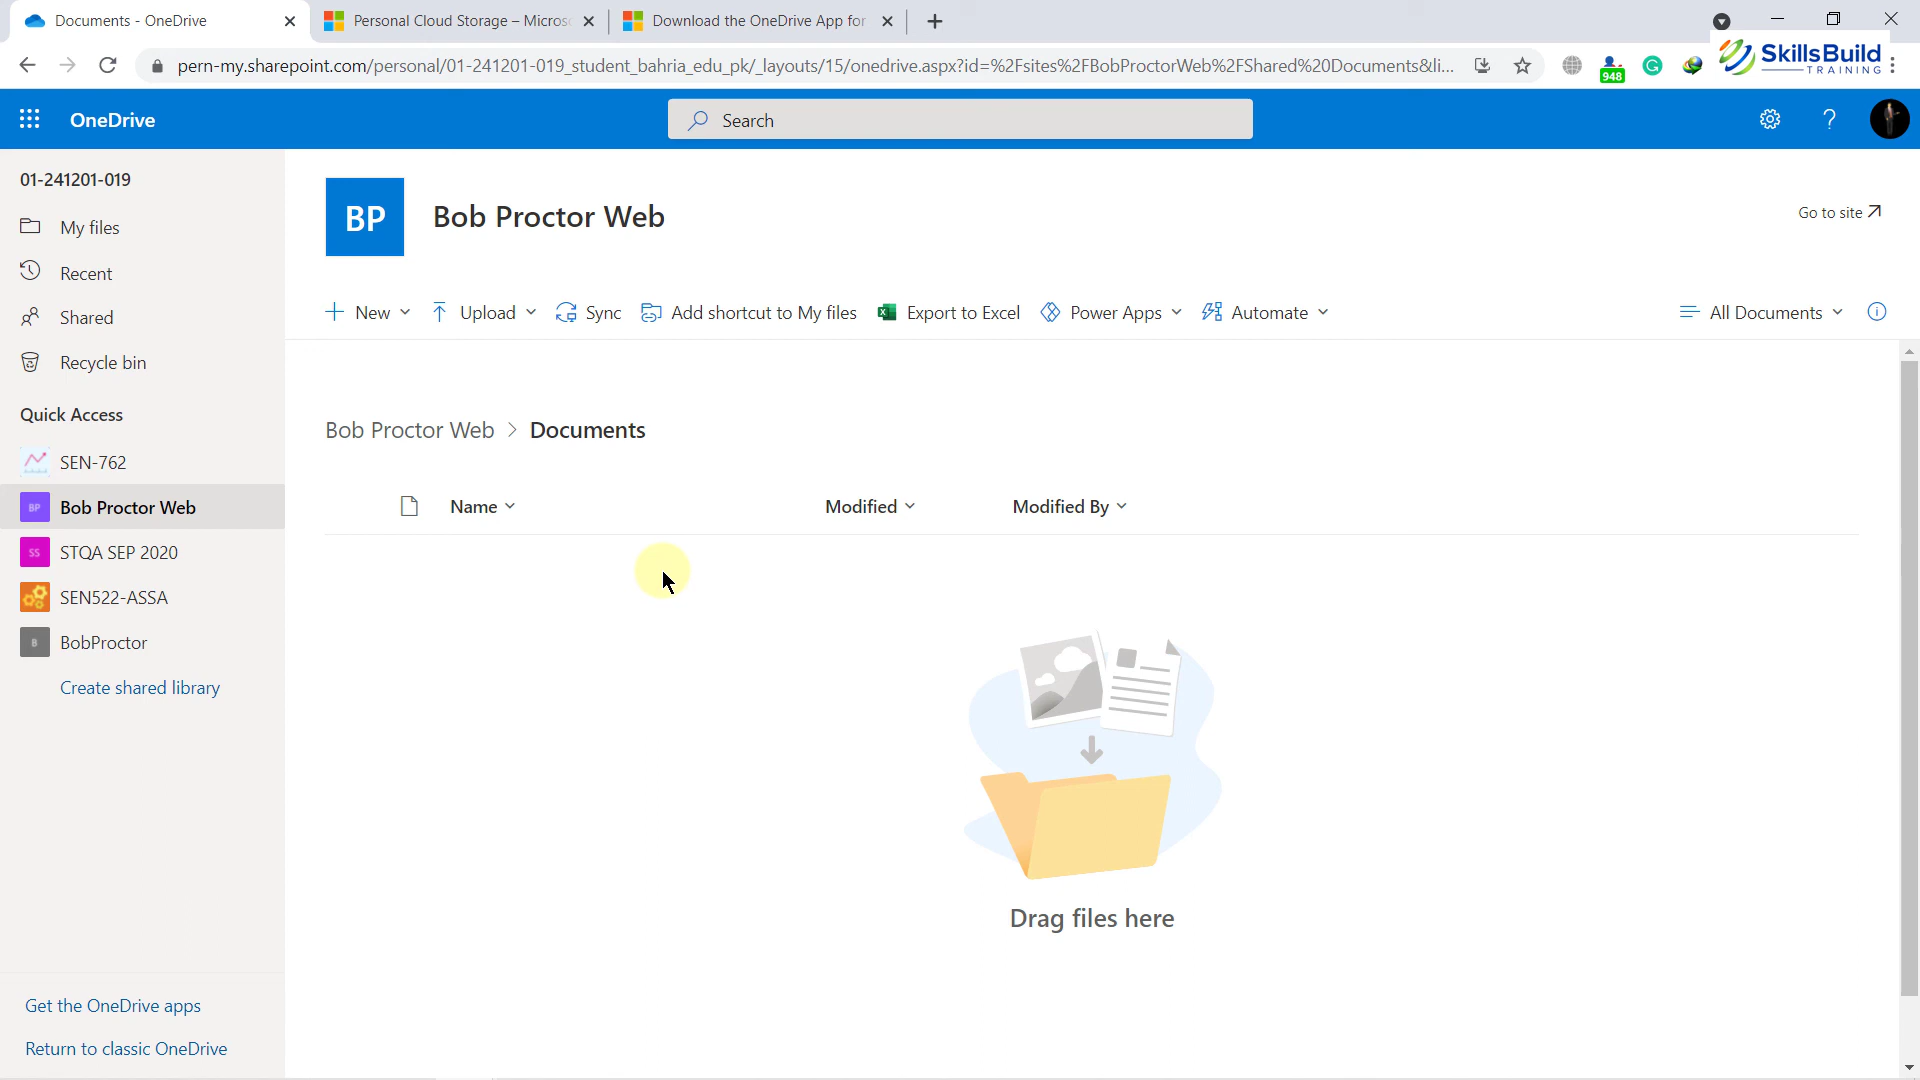 Documents - OneDrive
Personal Cloud Storage – Micros
Download the OneDrive App for
pern-my.sharepoint.com/personal/01-241201-019_student_bahria_edu_pk/_layouts/15/onedrive.aspx?id=%2Fsites%2FBobProctorWeb%2FShared%20Documents&li...
948
SkillsBuild
TRAINING
OneDrive
Search
01-241201-019
My files
Recent
Shared
Recycle bin
Quick Access
SEN-762
BP
Bob Proctor Web
SS
STQA SEP 2020
SEN522-ASSA
B
BobProctor
Create shared library
Get the OneDrive apps
Return to classic OneDrive
BP
Bob Proctor Web
Go to site
New
Upload
Sync
Add shortcut to My files
Export to Excel
Power Apps
Automate
All Documents
Bob Proctor Web > Documents
Name
Modified
Modified By
Drag files here